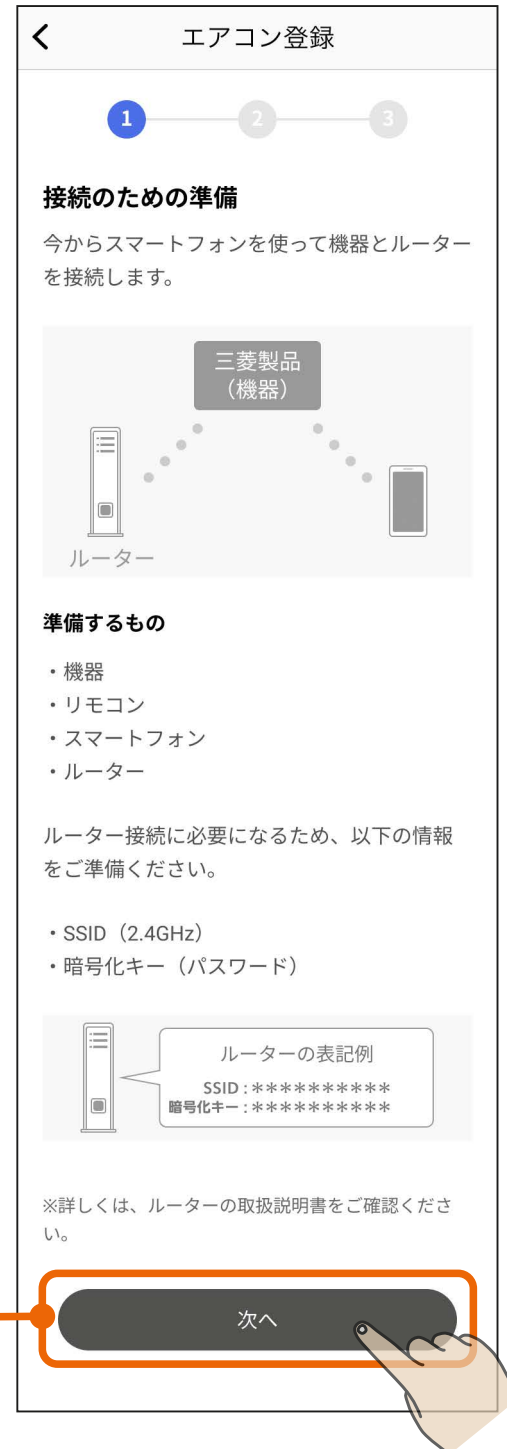 エアコン登録
1 2 3
接続のための準備
今からスマートフォンを使って機器とルーター
を接続します。
三菱製品
（機器）
ルーター
準備するもの
・機器
・リモコン
・スマートフォン
・ルーター
ルーター接続に必要になるため、以下の情報
をご準備ください。
・SSID（2.4GHz）
・暗号化キー（パスワード）
ルーターの表記例
SSID：**********
暗号化キー：**********
※詳しくは、ルーターの取扱説明書をご確認くださ
い。
次へ